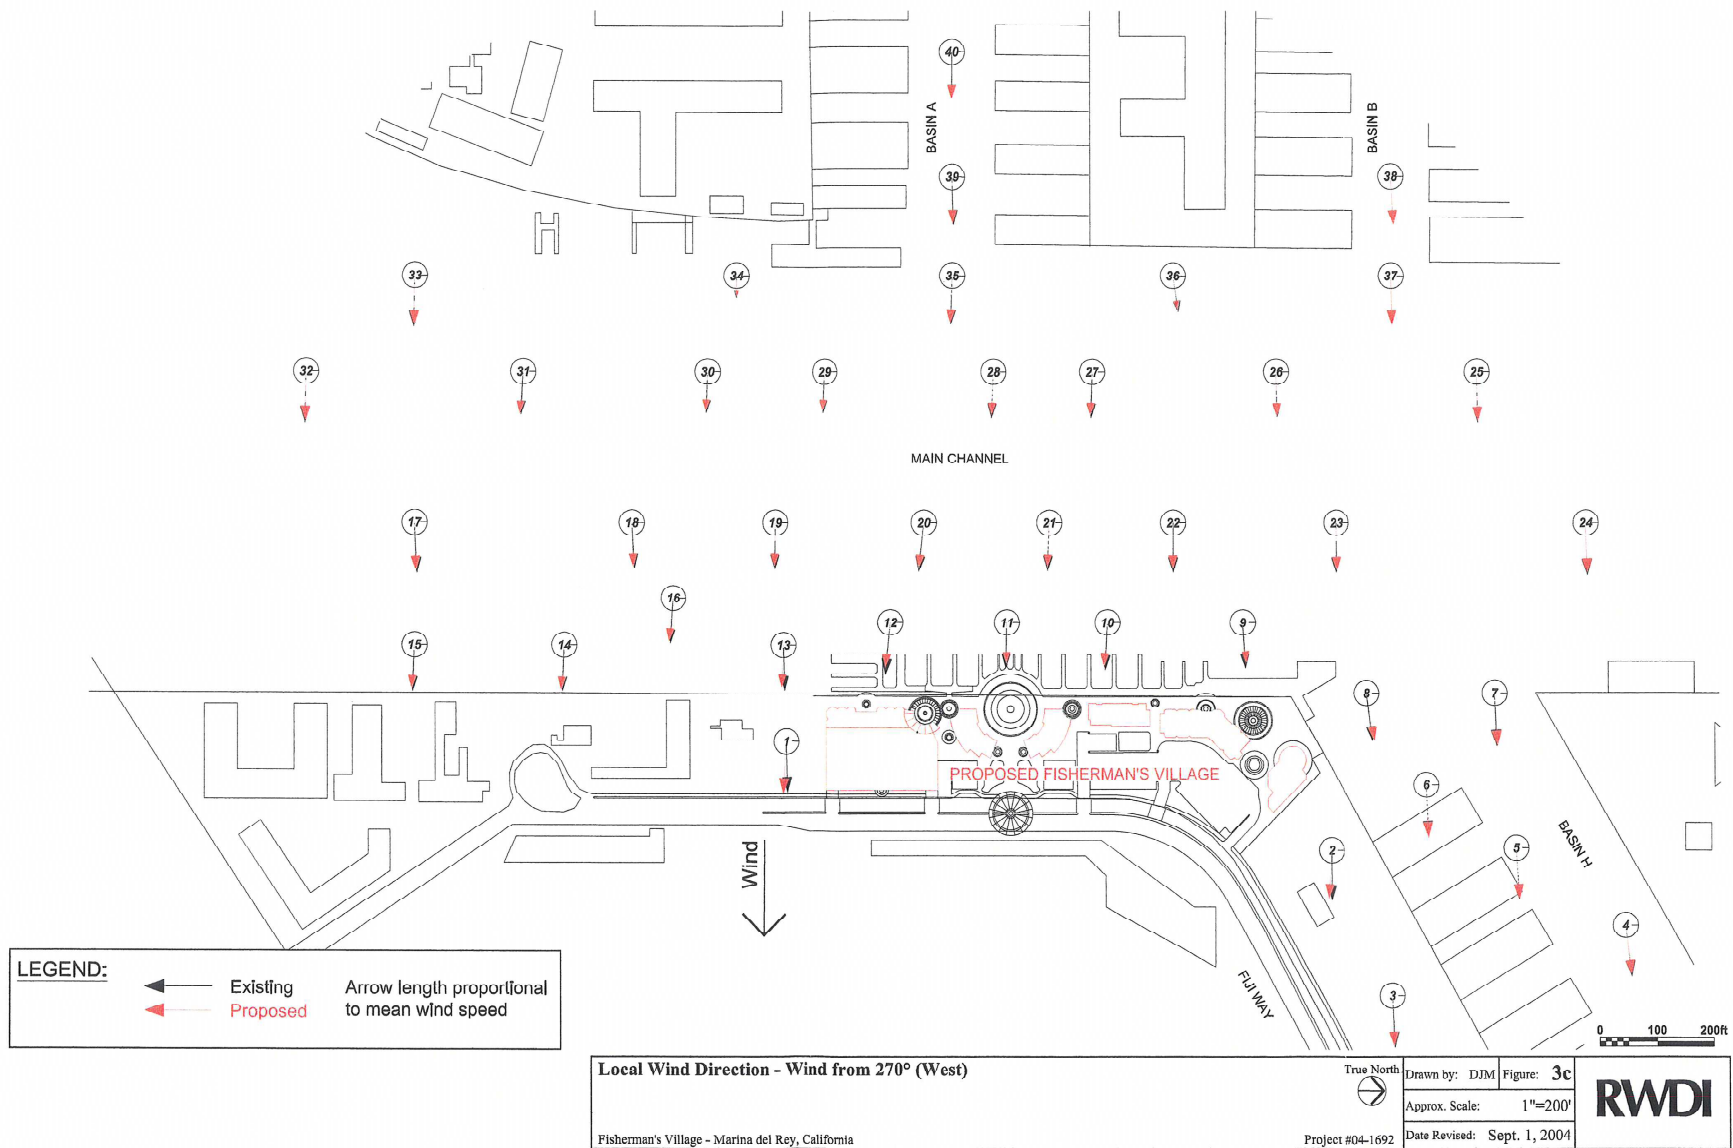 40
BASIN A
BASIN B
39
38
33
34
35
36
37
32
31
30
29
28
27
26
25
MAIN CHANNEL
17
18
19
20
21
22
23
24
16
15
14
13
12
11
10
9
8
7
1
PROPOSED FISHERMAN'S VILLAGE
6
5
BASIN H
2
4
3
Wind
FIJI WAY
LEGEND:
Existing
Proposed
Arrow length proportional
to mean wind speed
0 100 200ft
Local Wind Direction - Wind from 270° (West)
Fisherman's Village - Marina del Rey, California
True North
Project #04-1692
Drawn by: DJM
Figure: 3c
Approx. Scale: 1"=200'
Date Revised: Sept. 1, 2004
RWDI